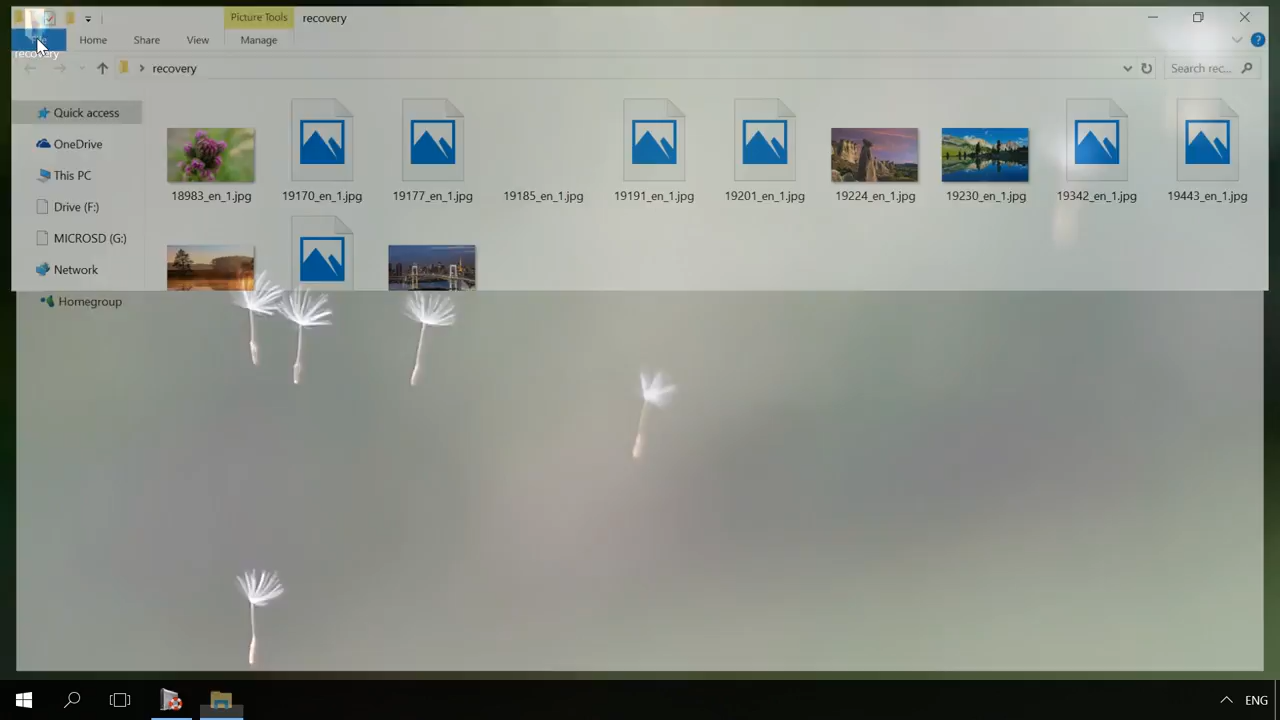 Picture Tools
recovery
File
Home
Share
View
Manage
recovery
recovery
Search rec...
Quick access
OneDrive
This PC
Drive (F:)
MICROSD (G:)
Network
Homegroup
18983_en_1.jpg
19170_en_1.jpg
19177_en_1.jpg
19185_en_1.jpg
19191_en_1.jpg
19201_en_1.jpg
19224_en_1.jpg
19230_en_1.jpg
19342_en_1.jpg
19443_en_1.jpg
ENG